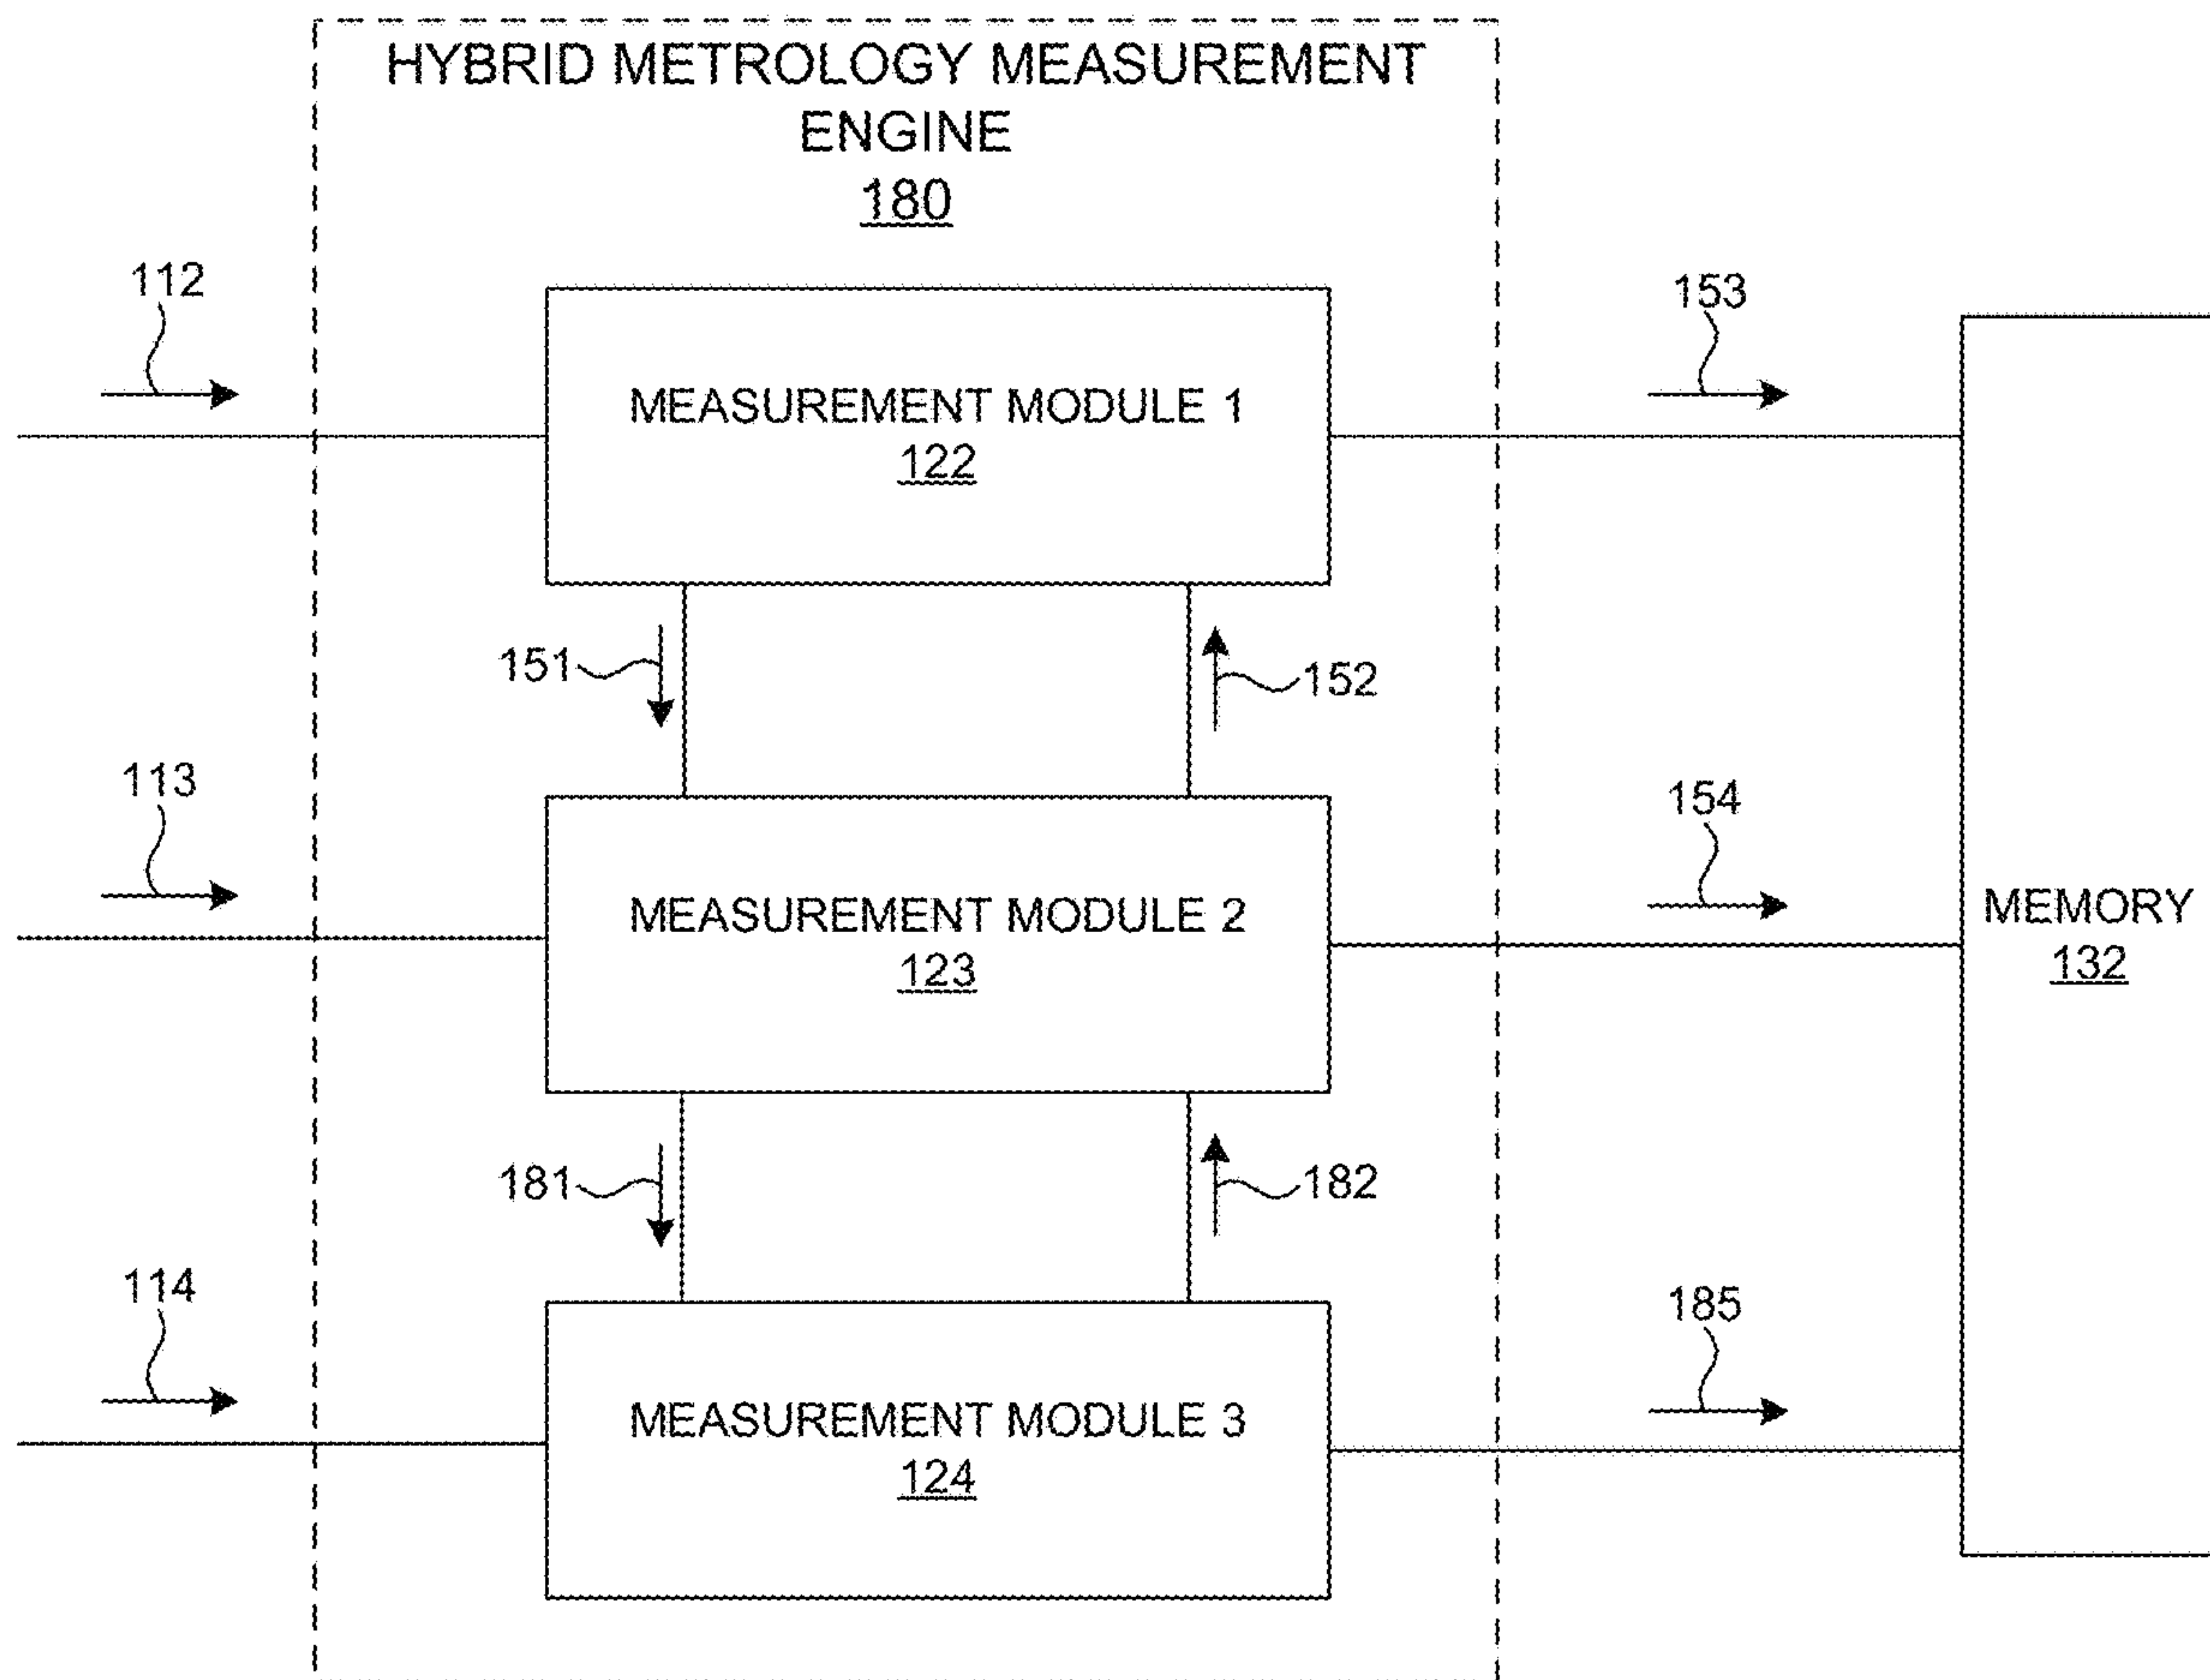 HYBRID METROLOGY MEASUREMENT
ENGINE
180
112
153
MEASUREMENT MODULE 1
122
151
152
113
154
MEASUREMENT MODULE 2
123
MEMORY
132
181
182
114
185
MEASUREMENT MODULE 3
124